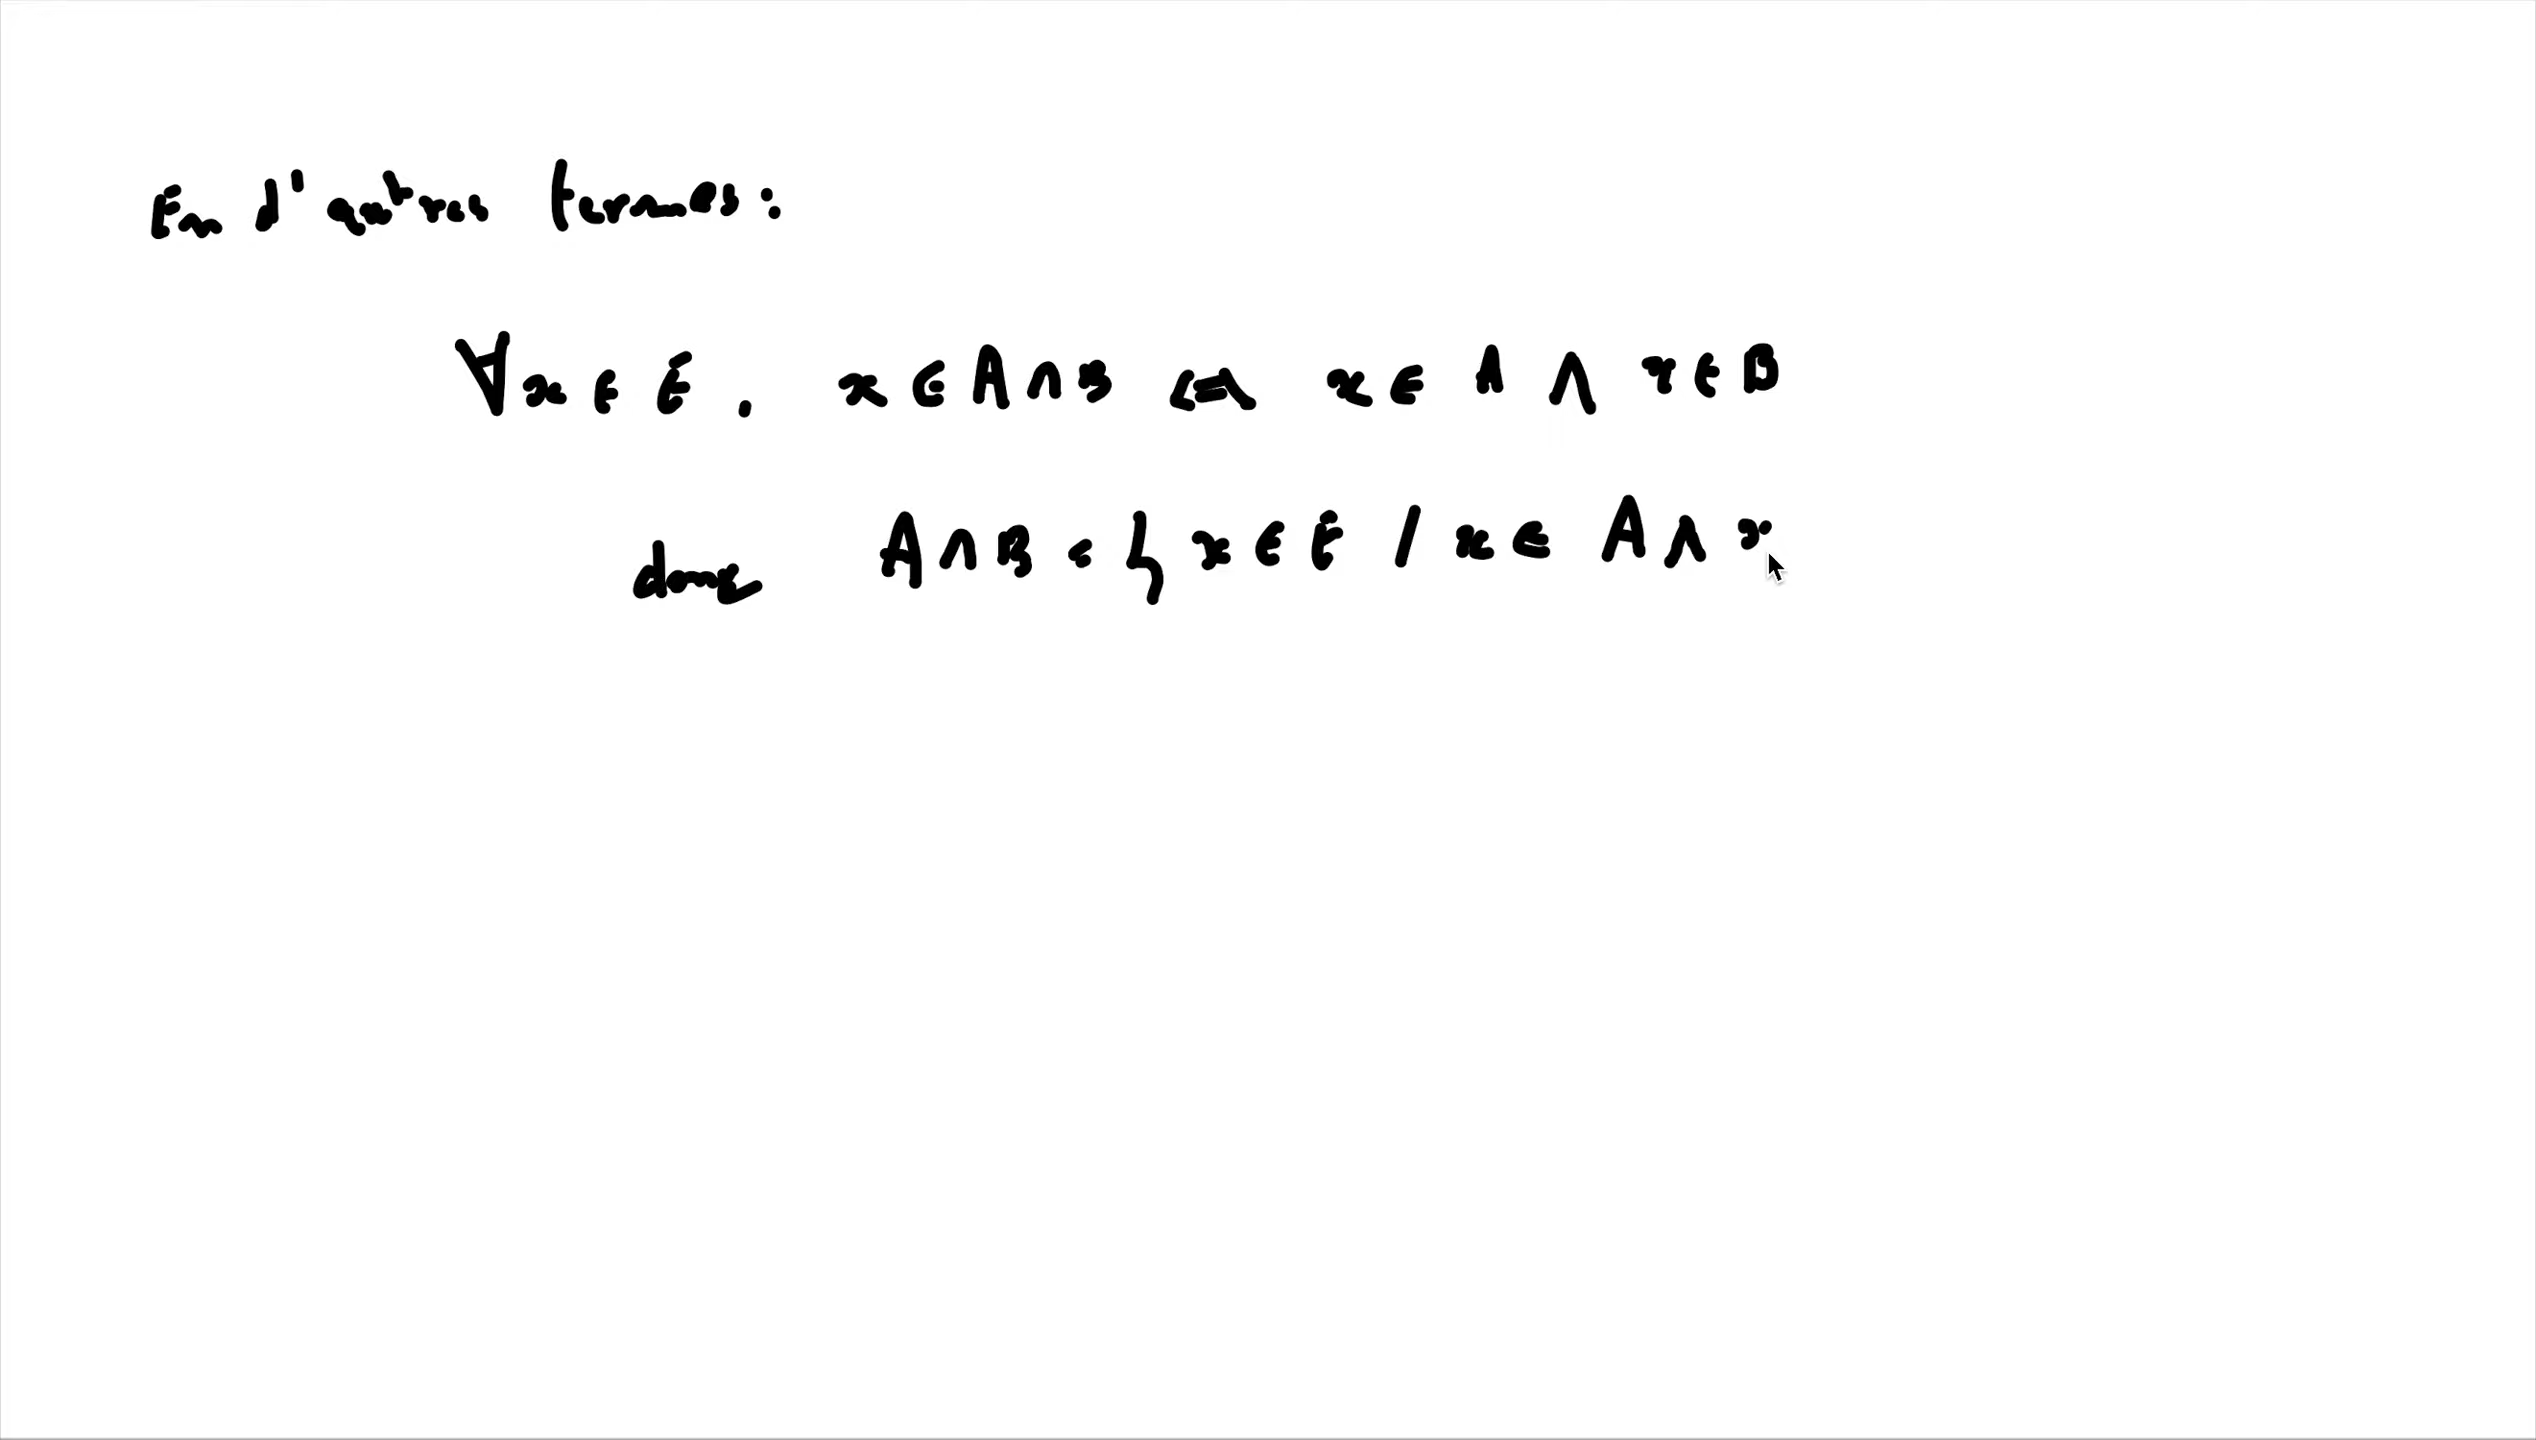 En d'autres termes :
∀x ∈ E. x ∈ A ∩ B ⇔ x ∈ A ∧ x ∈ B
donc A ∩ B = { x ∈ E / x ∈ A ∧ x